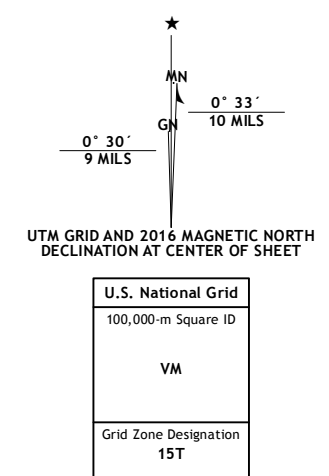 ★
MN
0° 33´
10 MILS
GN
0° 30´
9 MILS
UTM GRID AND 2016 MAGNETIC NORTH
DECLINATION AT CENTER OF SHEET
U.S. National Grid
100,000-m Square ID
VM
Grid Zone Designation
15T